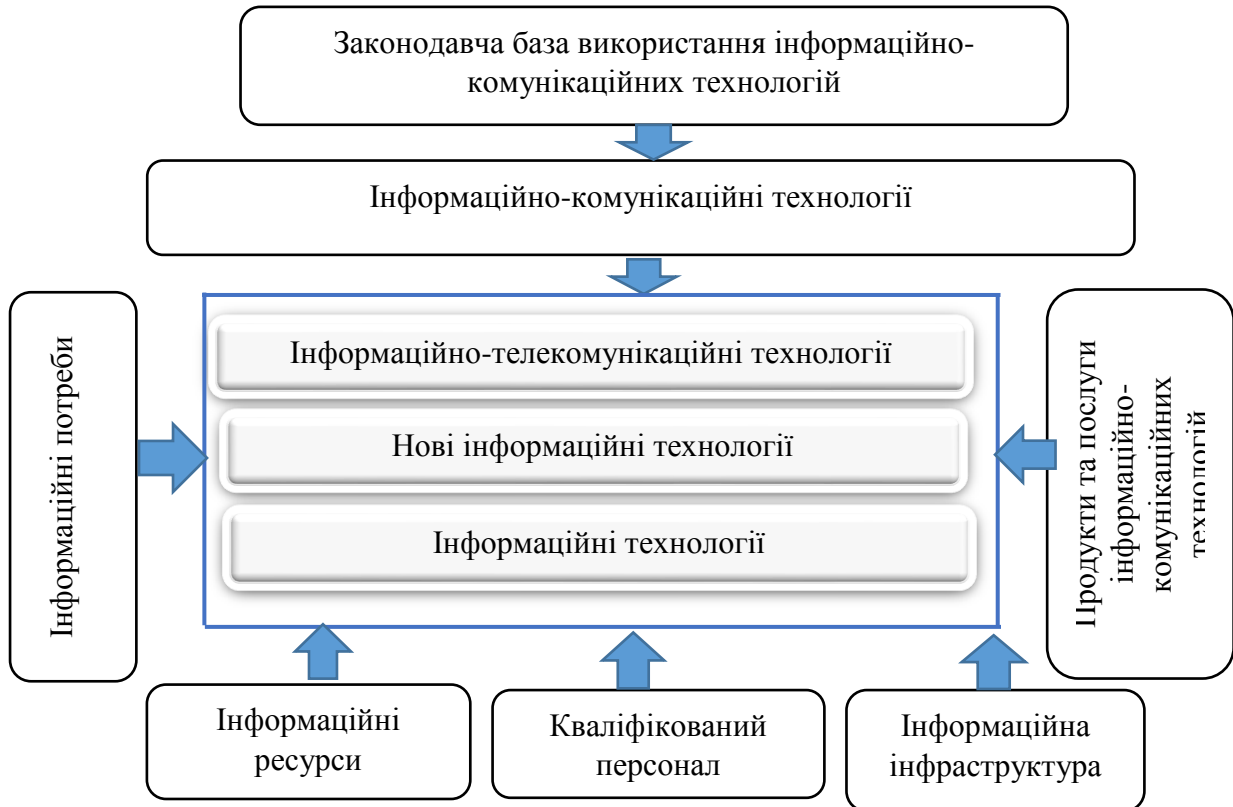 Законодавча база використання інформаційно-
комунікаційних технологій
Інформаційно-комунікаційні технології
Інформаційні потреби
Інформаційно-телекомунікаційні технології
Нові інформаційні технології
Інформаційні технології
Продукти та послуги
інформаційно-
комунікаційних
технологій
Інформаційні
ресурси
Кваліфікований
персонал
Інформаційна
інфраструктура